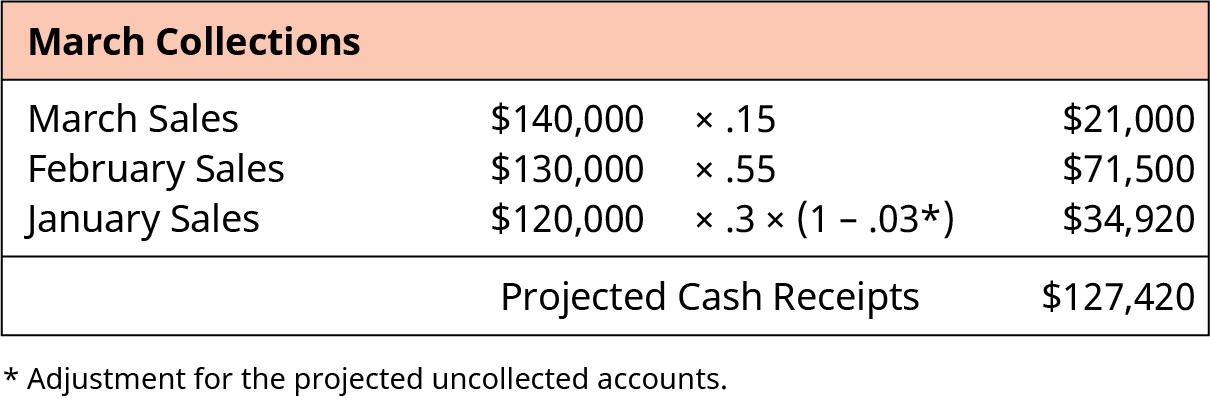 March Collections
March Sales $140,000 × .15 $21,000
February Sales $130,000 × .55 $71,500
January Sales $120,000 × .3 × (1 – .03*) $34,920
Projected Cash Receipts $127,420
* Adjustment for the projected uncollected accounts.